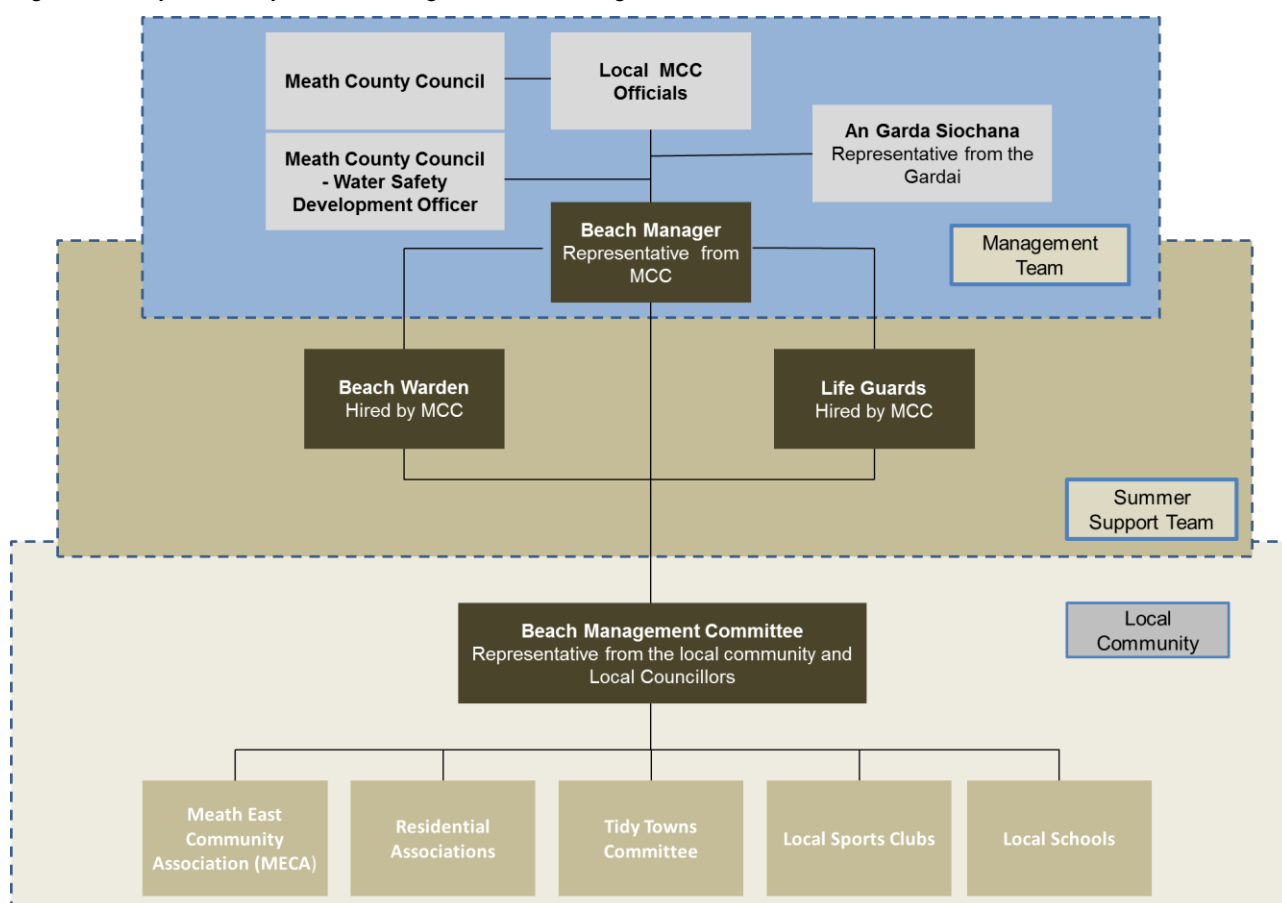 Meath County Council
Local MCC
Officials
An Garda Siochana
Representative from the
Gardai
Meath County Council
- Water Safety
Development Officer
Beach Manager
Representative from
MCC
Management
Team
Beach Warden
Hired by MCC
Life Guards
Hired by MCC
Summer
Support Team
Beach Management Committee
Representative from the local community and
Local Councillors
Local
Community
Meath East
Community
Association (MECA)
Residential
Associations
Tidy Towns
Committee
Local Sports Clubs
Local Schools